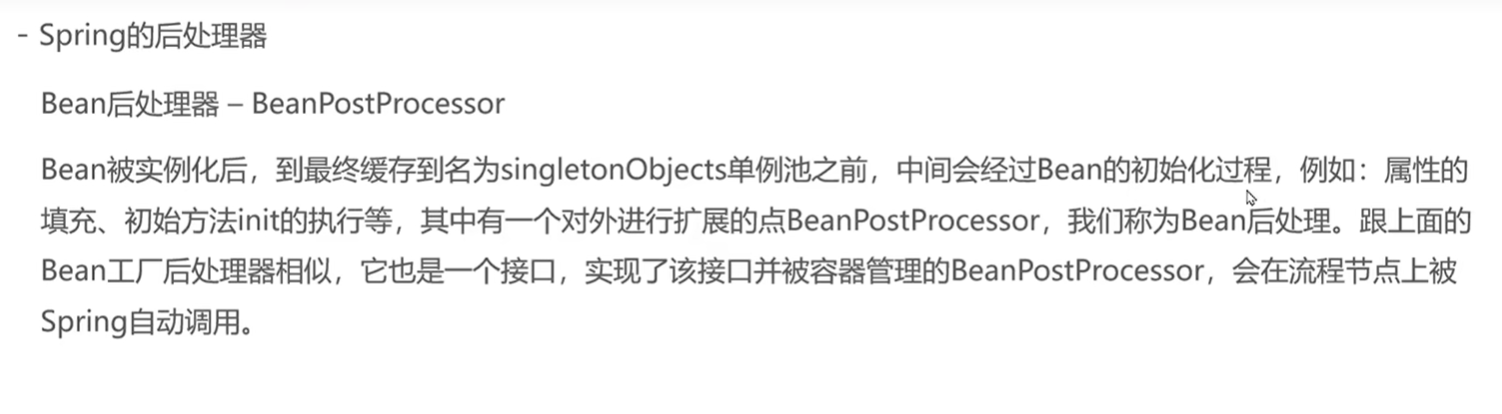 - Spring的后处理器
Bean后处理器 – BeanPostProcessor
Bean被实例化后，到最终缓存到名为singletonObjects单例池之前，中间会经过Bean的初始化过程，例如：属性的
填充、初始方法init的执行等，其中有一个对外进行扩展的点BeanPostProcessor，我们称为Bean后处理。跟上面的
Bean工厂后处理器相似，它也是一个接口，实现了该接口并被容器管理的BeanPostProcessor，会在流程节点上被
Spring自动调用。